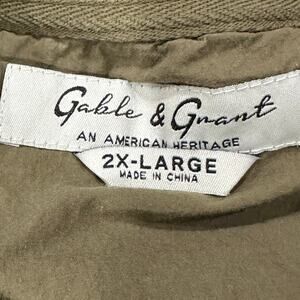 Gable & Grant
AN AMERICAN HERITAGE
2X-LARGE
MADE IN CHINA